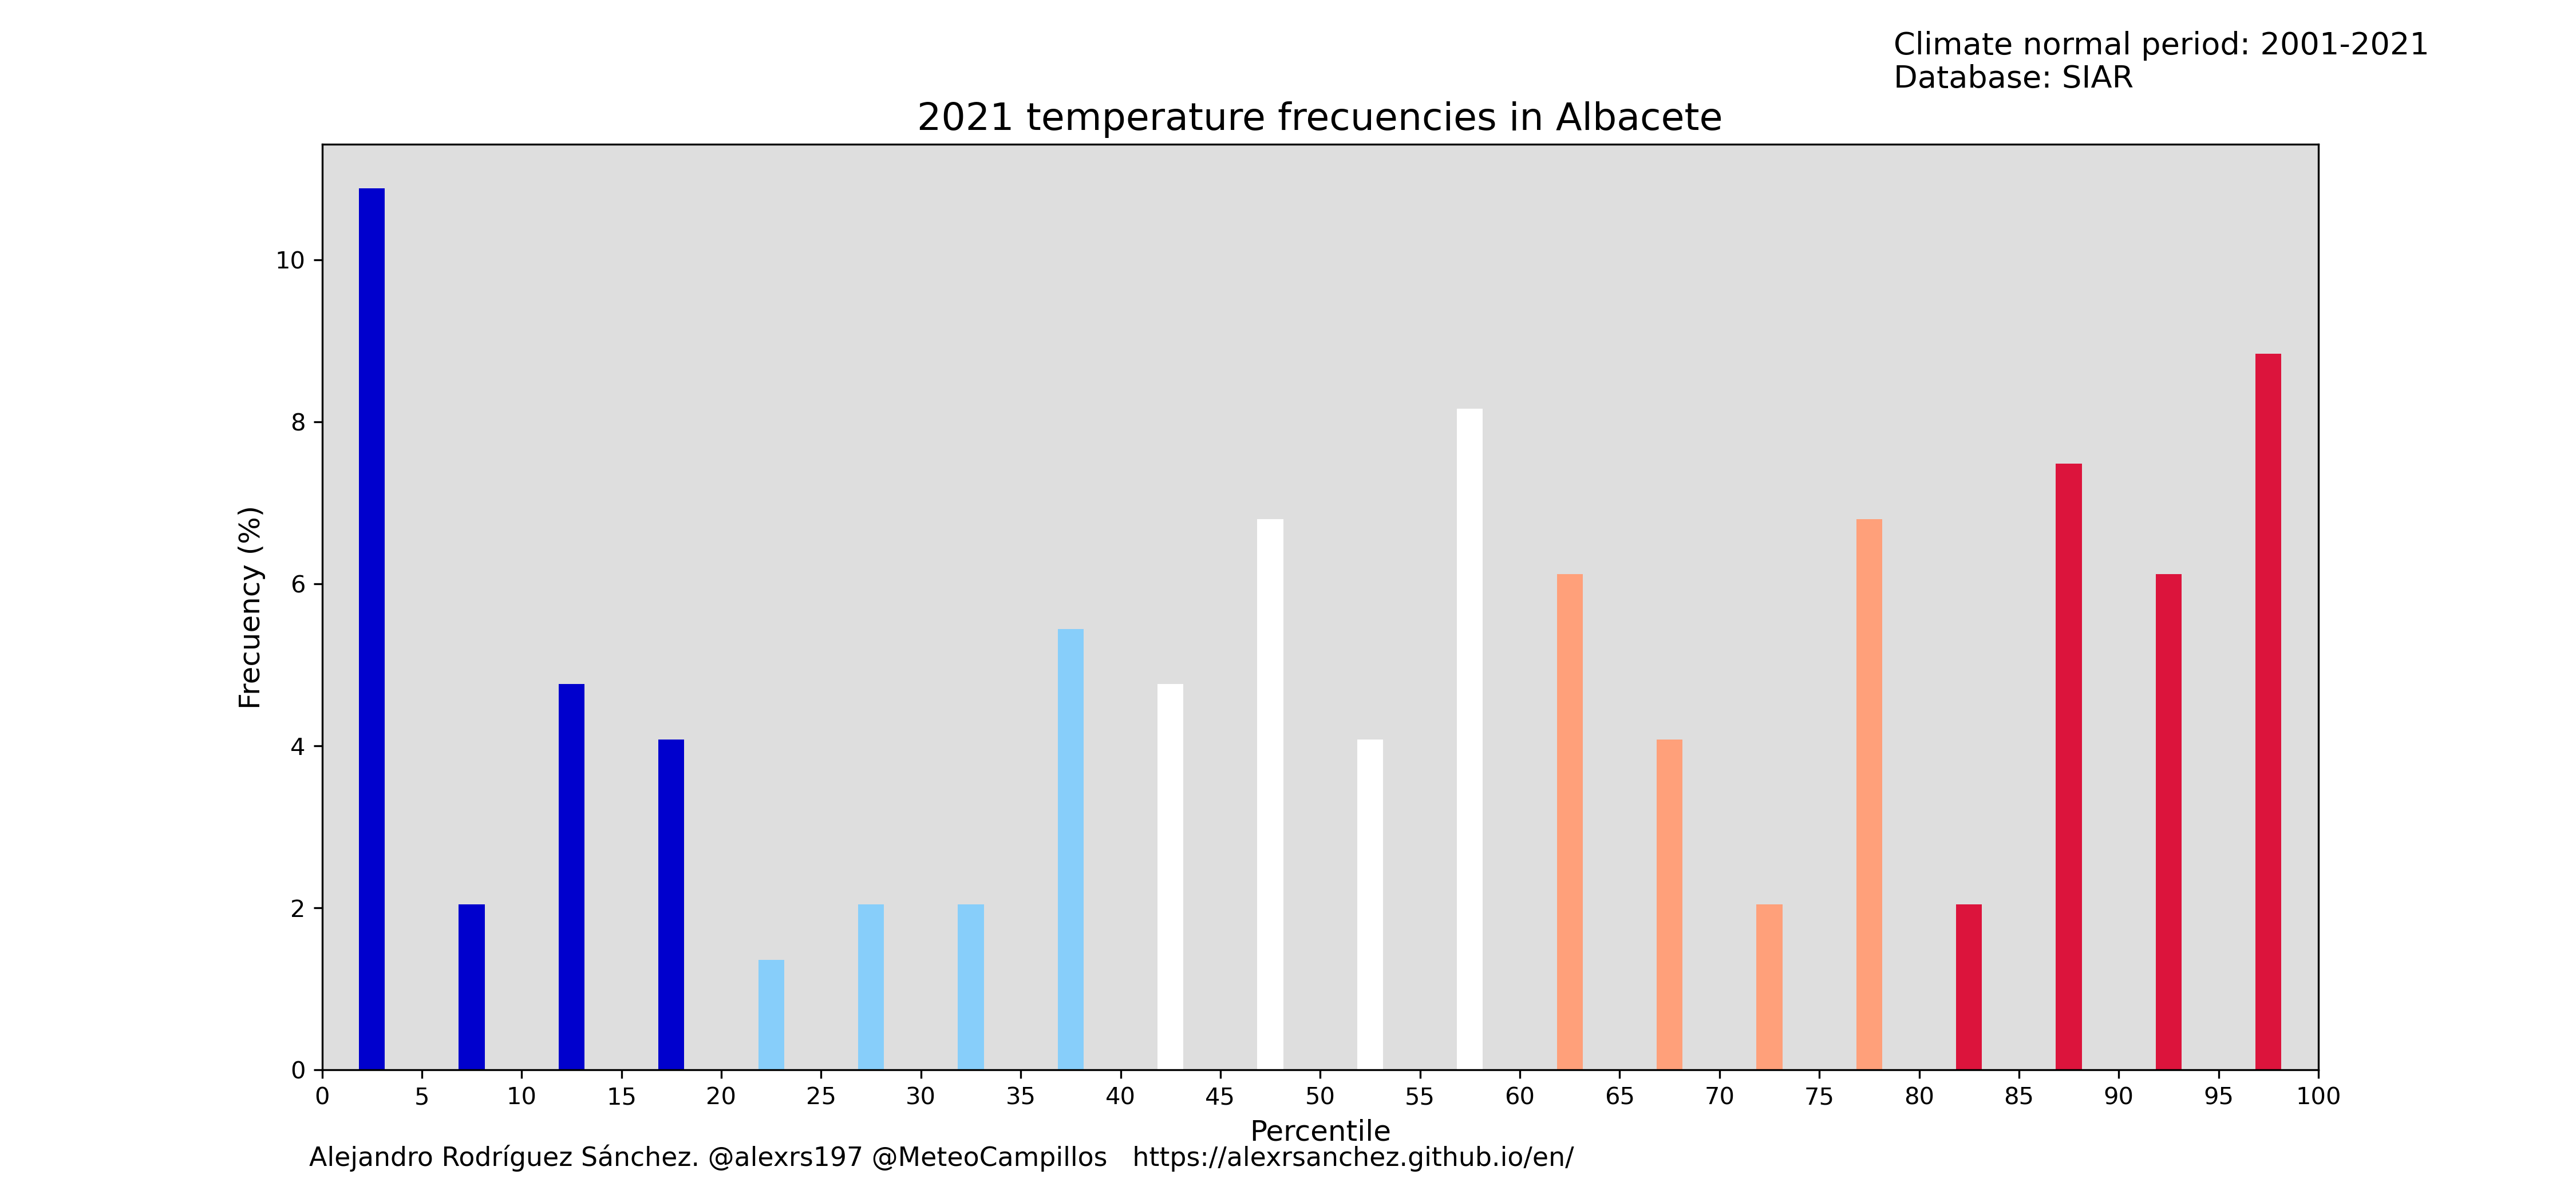 Climate normal period: 2001-2021
Database: SIAR
2021 temperature frecuencies in Albacete
Frecuency (%)
10
8
6
4
2
0
0 5 10 15 20 25 30 35 40 45 50 55 60 65 70 75 80 85 90 95 100
Percentile
Alejandro Rodríguez Sánchez. @alexrs197 @MeteoCampillos https://alexrsanchez.github.io/en/